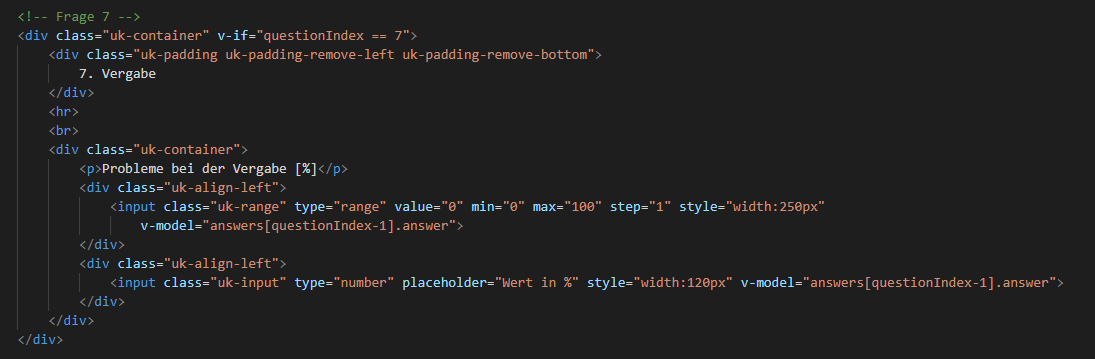 <!-- Frage 7 -->
<div class="uk-container" v-if="questionIndex == 7">
    <div class="uk-padding uk-padding-remove-left uk-padding-remove-bottom">
        7. Vergabe
    </div>
    <hr>
    <br>
    <div class="uk-container">
        <p>Probleme bei der Vergabe [%]</p>
        <div class="uk-align-left">
            <input class="uk-range" type="range" value="0" min="0" max="100" step="1" style="width:250px"
                v-model="answers[questionIndex-1].answer">
        </div>
        <div class="uk-align-left">
            <input class="uk-input" type="number" placeholder="Wert in %" style="width:120px" v-model="answers[questionIndex-1].answer">
        </div>
    </div>
</div>